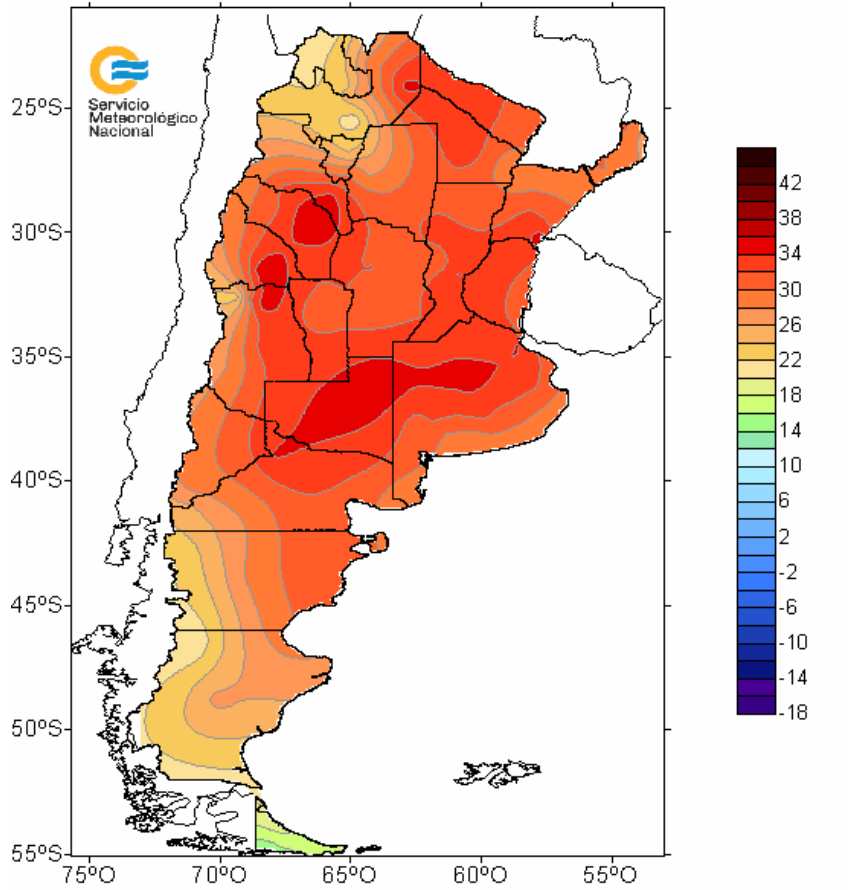 Servicio
Meteorológico
Nacional
25ºS
30ºS
35ºS
40ºS
45ºS
50ºS
55ºS
75ºO
70ºO
65ºO
60ºO
55ºO
42
38
34
30
26
22
18
14
10
6
2
-2
-6
-10
-14
-18